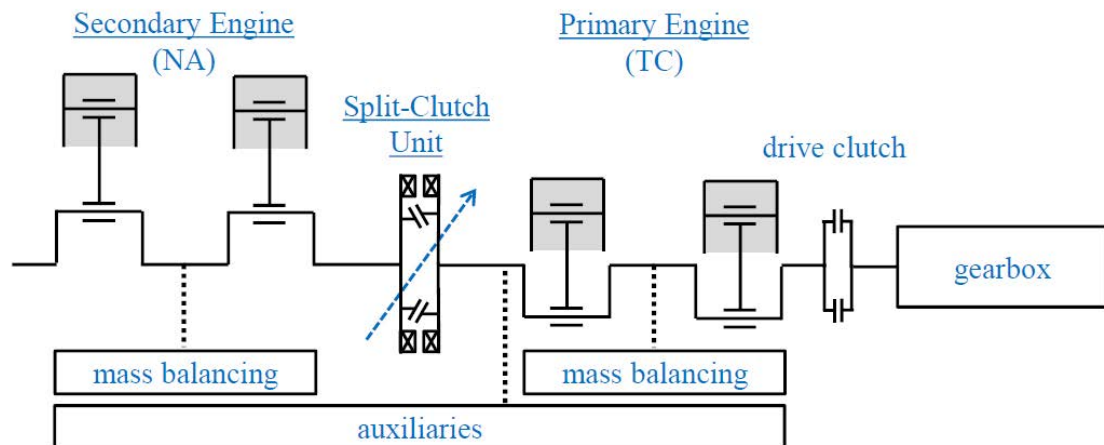 Secondary Engine
(NA)
Primary Engine
(TC)
Split-Clutch
Unit
drive clutch
gearbox
mass balancing
mass balancing
auxiliaries